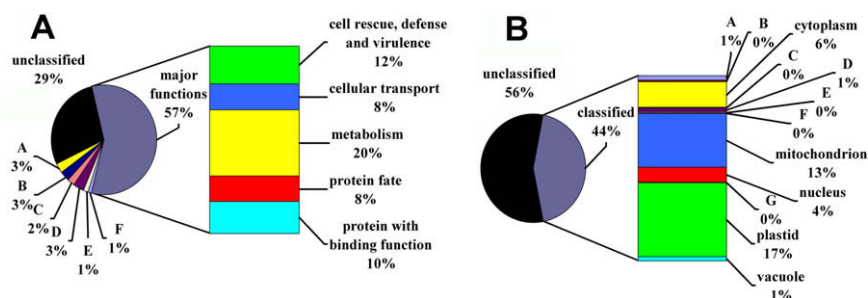 A
unclassified
29%
major
functions
57%
A
3%
B
3%
C
2%
D
3%
E
1%
F
1%
cell rescue, defense
and virulence
12%
cellular transport
8%
metabolism
20%
protein fate
8%
protein with
binding function
10%
B
unclassified
56%
classified
44%
A
1%
B
0%
cytoplasm
6%
C
0%
D
1%
E
0%
F
0%
mitochondrion
13%
nucleus
4%
G
0%
plastid
17%
vacuole
1%